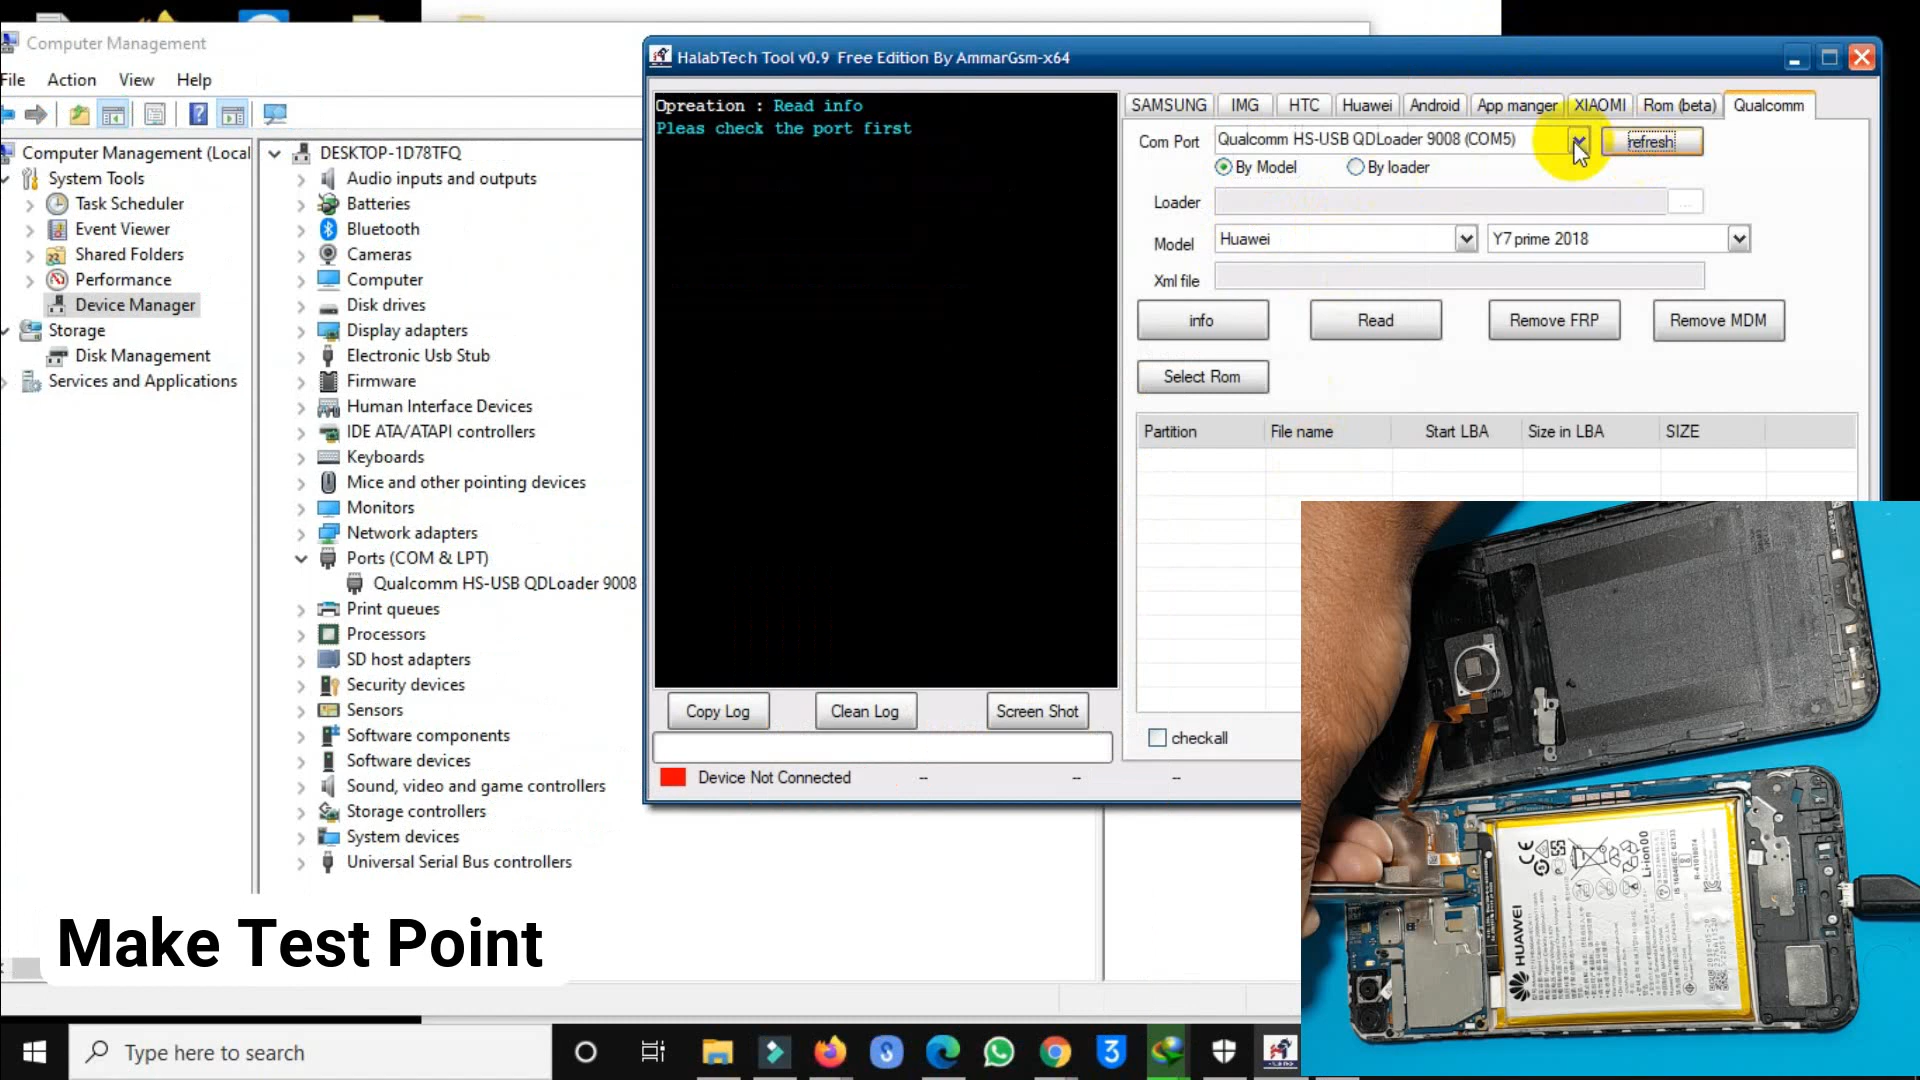 Computer Management
File Action View Help
Computer Management (Local
System Tools
Task Scheduler
Event Viewer
Shared Folders
Performance
Device Manager
Storage
Disk Management
Services and Applications
DESKTOP-1D78TFQ
Audio inputs and outputs
Batteries
Bluetooth
Cameras
Computer
Disk drives
Display adapters
Electronic Usb Stub
Firmware
Human Interface Devices
IDE ATA/ATAPI controllers
Keyboards
Mice and other pointing devices
Monitors
Network adapters
Ports (COM & LPT)
Qualcomm HS-USB QDLoader 9008
Print queues
Processors
SD host adapters
Security devices
Sensors
Software components
Software devices
Sound, video and game controllers
Storage controllers
System devices
Universal Serial Bus controllers
HalabTech Tool v0.9 Free Edition By AmmarGsm-x64
Opreation : Read info
Pleas check the port first
SAMSUNG IMG HTC Huawei Android App manger XIAOMI Rom (beta) Qualcomm
Com Port Qualcomm HS-USB QDLoader 9008 (COM5) refresh
By Model By loader
Loader ...
Model Huawei Y7 prime 2018
Xml file
info Read Remove FRP Remove MDM
Select Rom
Partition File name Start LBA Size in LBA SIZE
checkall
Copy Log Clean Log Screen Shot
Device Not Connected -- -- --
HUAWEI
Li-ion 00
Make Test Point
Type here to search